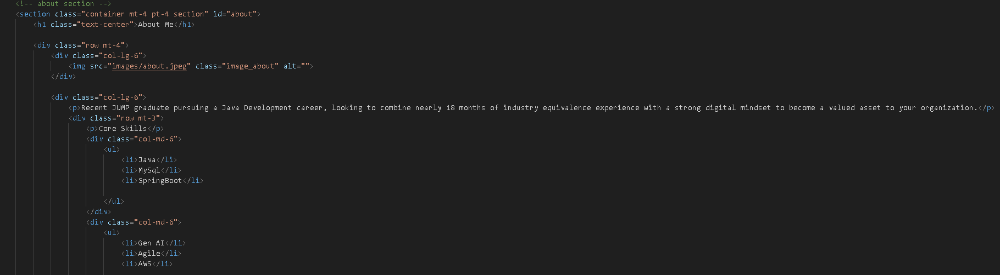 <!-- about section -->
<section class="container mt-4 pt-4 section" id="about">
<h1 class="text-center">About Me</h1>
<div class="row mt-4">
<div class="col-lg-6">
<img src="images/about.jpeg" class="image_about" alt="">
</div>
<div class="col-lg-6">
<p>Recent JUMP graduate pursuing a Java Development career, looking to combine nearly 18 months of industry equivalence experience with a strong digital mindset to become a valued asset to your organization.</p>
<div class="row mt-3">
<p>Core Skills</p>
<div class="col-md-6">
<ul>
<li>Java</li>
<li>MySql</li>
<li>SpringBoot</li>
</ul>
</div>
<div class="col-md-6">
<ul>
<li>Gen AI</li>
<li>Agile</li>
<li>AWS</li>